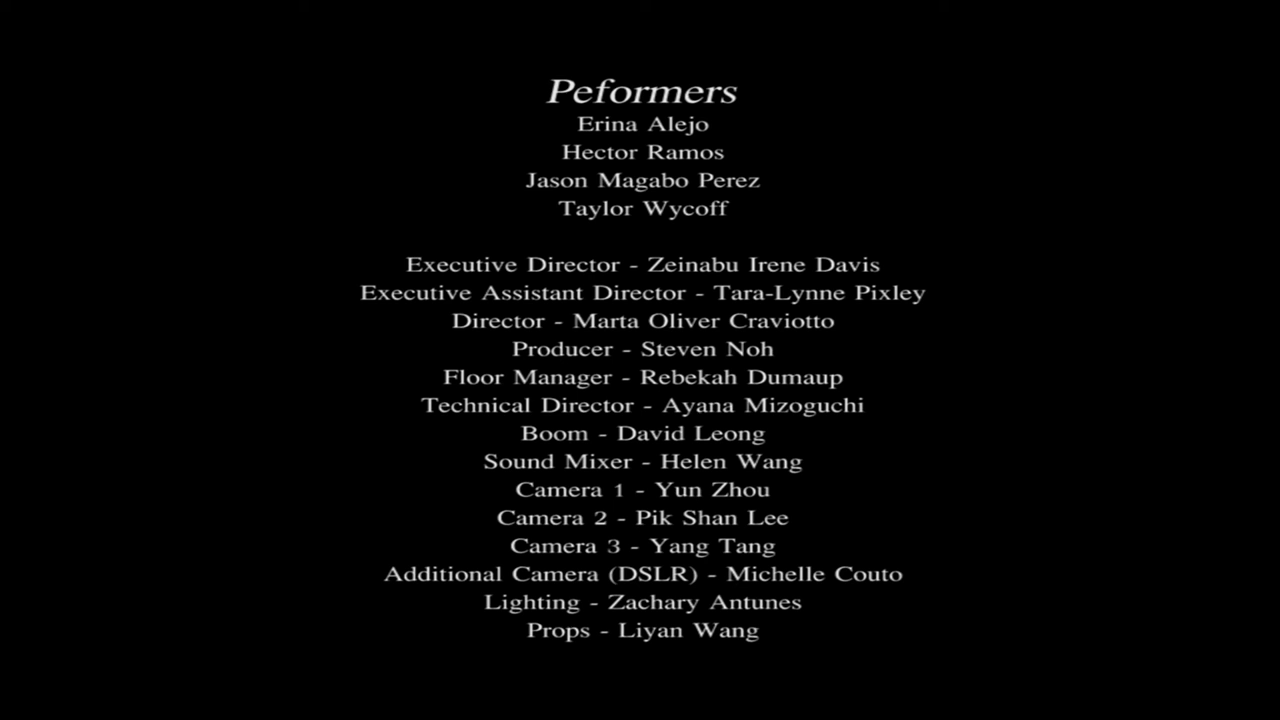 Peformers
Erina Alejo
Hector Ramos
Jason Magabo Perez
Taylor Wycoff
Executive Director - Zeinabu Irene Davis
Executive Assistant Director - Tara-Lynne Pixley
Director - Marta Oliver Craviotto
Producer - Steven Noh
Floor Manager - Rebekah Dumaup
Technical Director - Ayana Mizoguchi
Boom - David Leong
Sound Mixer - Helen Wang
Camera 1 - Yun Zhou
Camera 2 - Pik Shan Lee
Camera 3 - Yang Tang
Additional Camera (DSLR) - Michelle Couto
Lighting - Zachary Antunes
Props - Liyan Wang